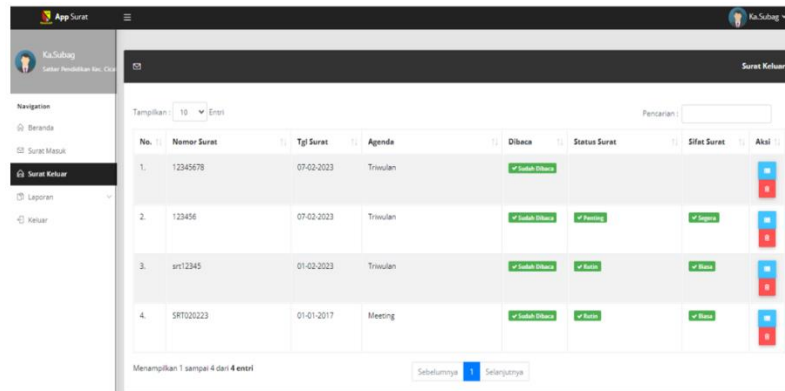 App Surat
Ka.Subag
Ka.Subag
Satker Pendidikan Kec.
Surat Keluar
Navigation
Beranda
Surat Masuk
Surat Keluar
Laporan
Keluar
Tampilkan : 10 Entri
Pencarian :
No. Nomor Surat Tgl Surat Agenda Dibaca Status Surat Sifat Surat Aksi
1. 12345678 07-02-2023 Triwulan Sudah Dibaca
2. 123456 07-02-2023 Triwulan Sudah Dibaca Penting Segera
3. srt12345 01-02-2023 Triwulan Sudah Dibaca Rutin Biasa
4. SRT020223 01-01-2017 Meeting Sudah Dibaca Rutin Biasa
Menampilkan 1 sampai 4 dari 4 entri
Sebelumnya 1 Selanjutnya